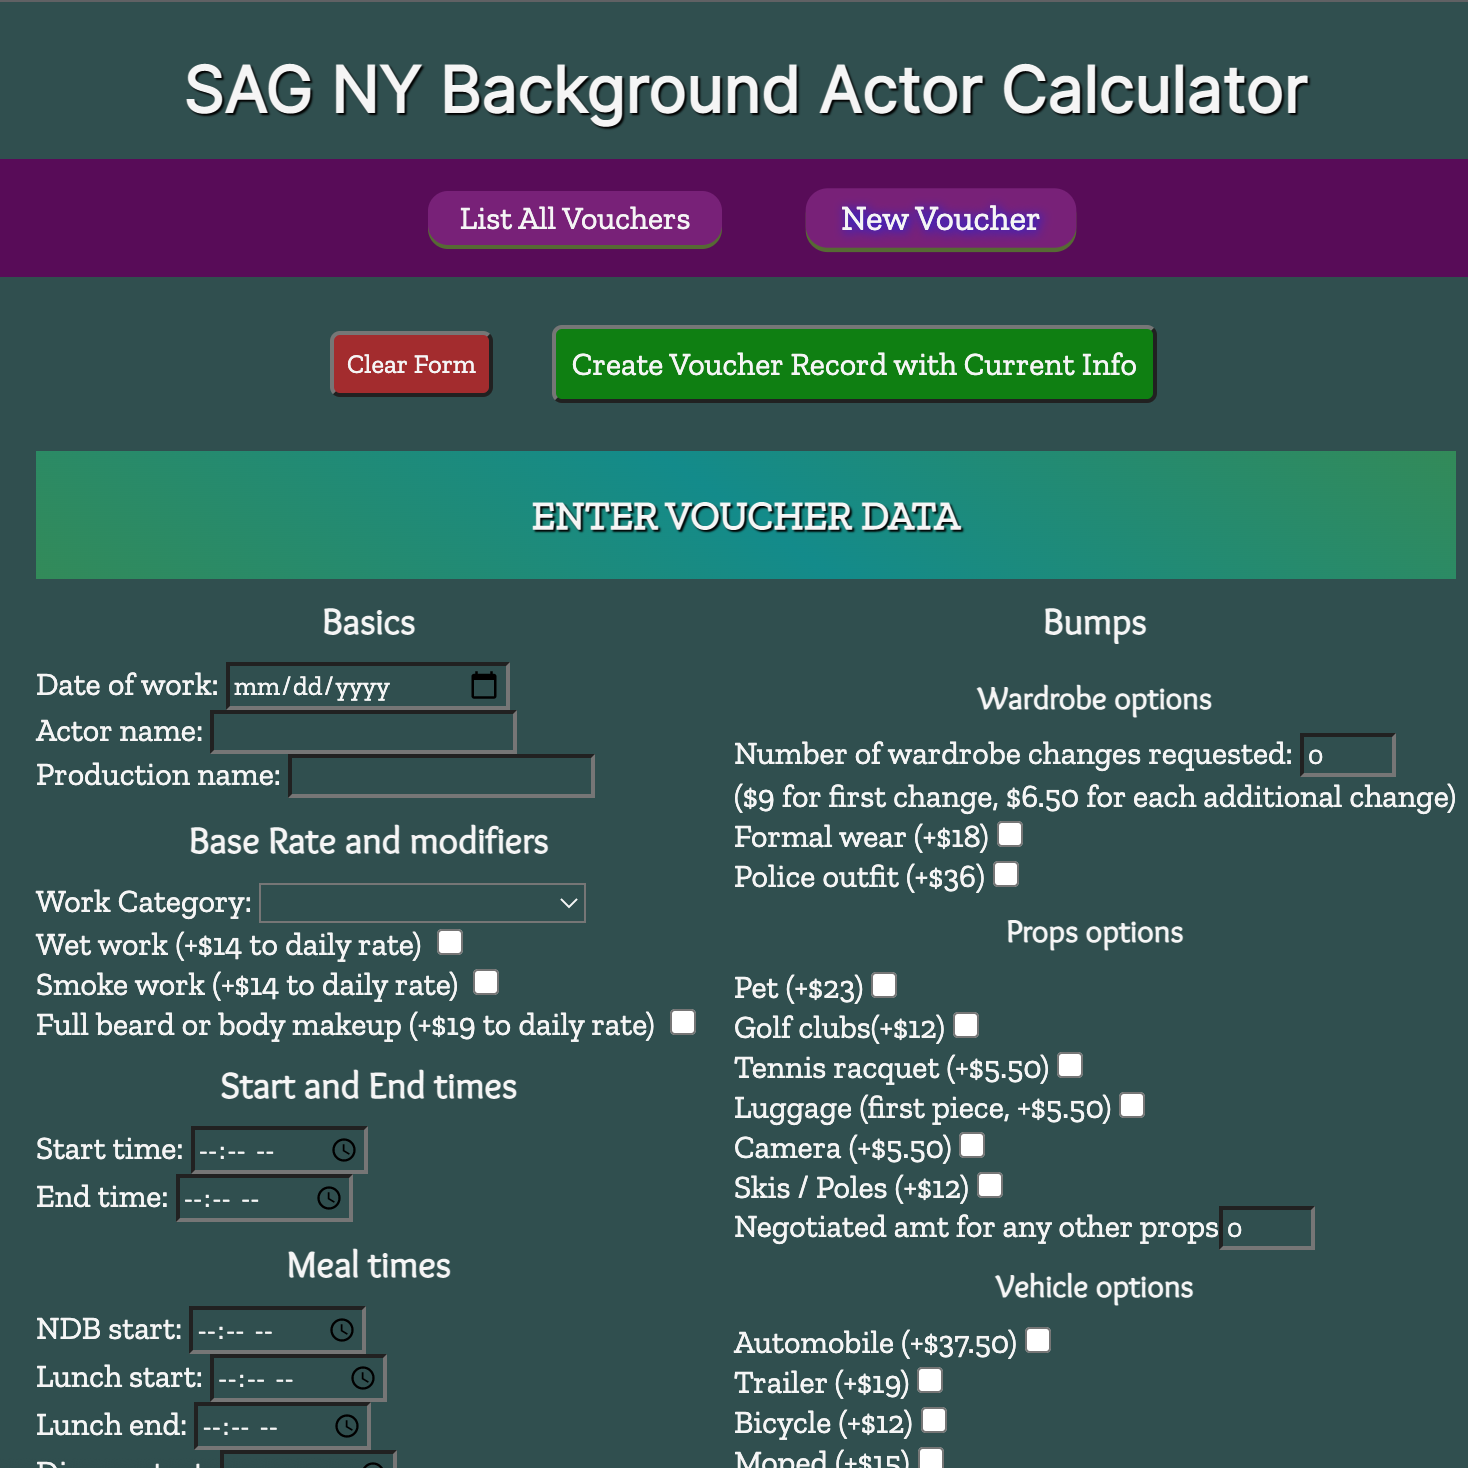 SAG NY Background Actor Calculator
List All Vouchers
New Voucher
Clear Form
Create Voucher Record with Current Info
ENTER VOUCHER DATA
Basics
Date of work: mm/dd/yyyy
Actor name:
Production name:
Base Rate and modifiers
Work Category:
Wet work (+$14 to daily rate)
Smoke work (+$14 to daily rate)
Full beard or body makeup (+$19 to daily rate)
Start and End times
Start time: --:-- --
End time: --:-- --
Meal times
NDB start: --:-- --
Lunch start: --:-- --
Lunch end: --:-- --
Bumps
Wardrobe options
Number of wardrobe changes requested: 0
($9 for first change, $6.50 for each additional change)
Formal wear (+$18)
Police outfit (+$36)
Props options
Pet (+$23)
Golf clubs(+$12)
Tennis racquet (+$5.50)
Luggage (first piece, +$5.50)
Camera (+$5.50)
Skis / Poles (+$12)
Negotiated amt for any other props 0
Vehicle options
Automobile (+$37.50)
Trailer (+$19)
Bicycle (+$12)
Moped (+$15)